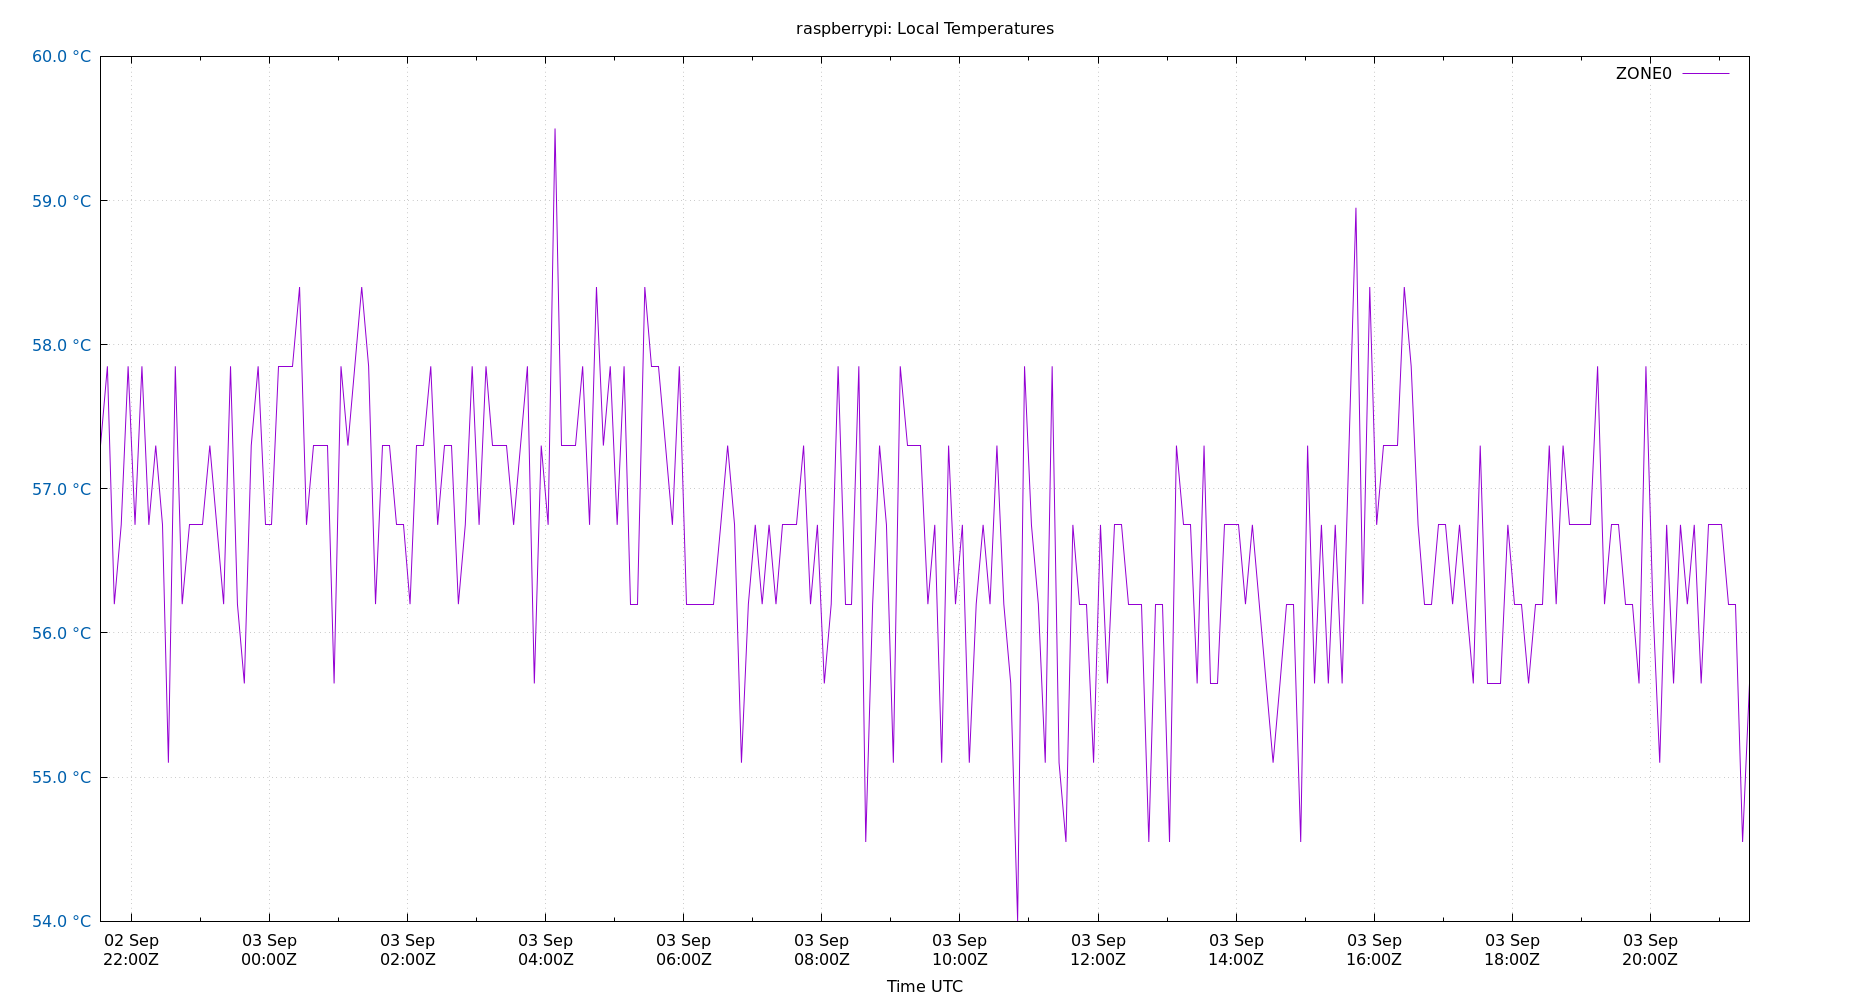 raspberrypi: Local Temperatures
60.0 °C
ZONE0
59.0 °C
58.0 °C
57.0 °C
56.0 °C
55.0 °C
54.0 °C
02 Sep 03 Sep 03 Sep 03 Sep 03 Sep 03 Sep 03 Sep 03 Sep 03 Sep 03 Sep 03 Sep 03 Sep
22:00Z 00:00Z 02:00Z 04:00Z 06:00Z 08:00Z 10:00Z 12:00Z 14:00Z 16:00Z 18:00Z 20:00Z
Time UTC